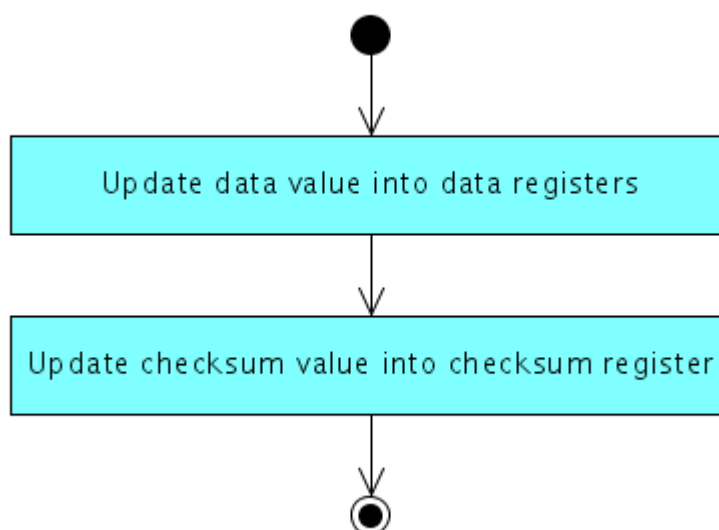 Update data value into data registers
Update checksum value into checksum register